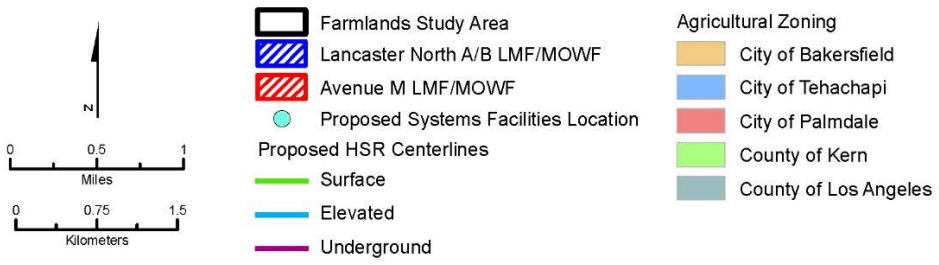 N
0 0.5 1
Miles
0 0.75 1.5
Kilometers
Farmlands Study Area
Lancaster North A/B LMF/MOWF
Avenue M LMF/MOWF
Proposed Systems Facilities Location
Proposed HSR Centerlines
Surface
Elevated
Underground
Agricultural Zoning
City of Bakersfield
City of Tehachapi
City of Palmdale
County of Kern
County of Los Angeles